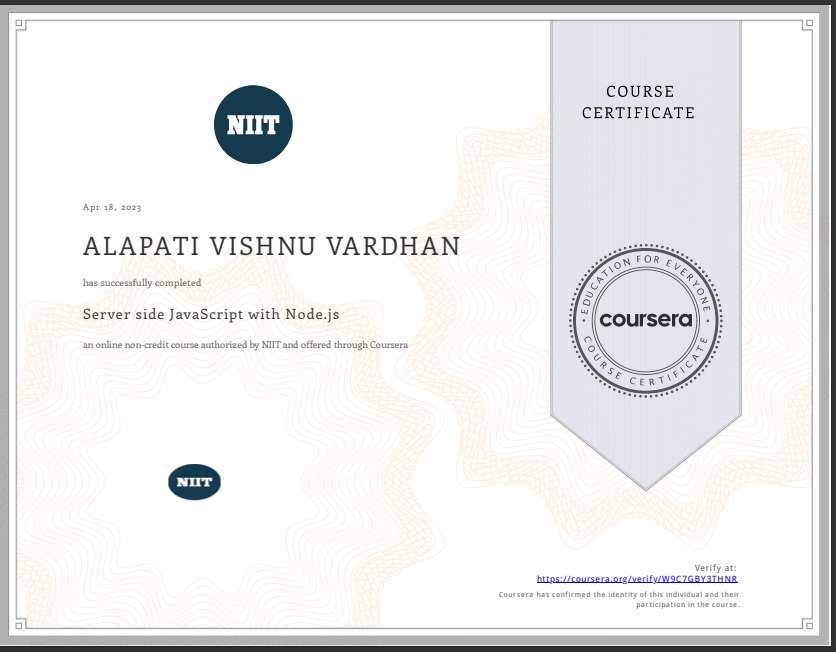 NIIT
COURSE
CERTIFICATE
Apr 18, 2023
ALAPATI VISHNU VARDHAN
has successfully completed
Server side JavaScript with Node.js
an online non-credit course authorized by NIIT and offered through Coursera
EDUCATION FOR EVERYONE
coursera
COURSE CERTIFICATE
NIIT
Verify at:
https://coursera.org/verify/W9C7GBY3THNR
Coursera has confirmed the identity of this individual and their
participation in the course.